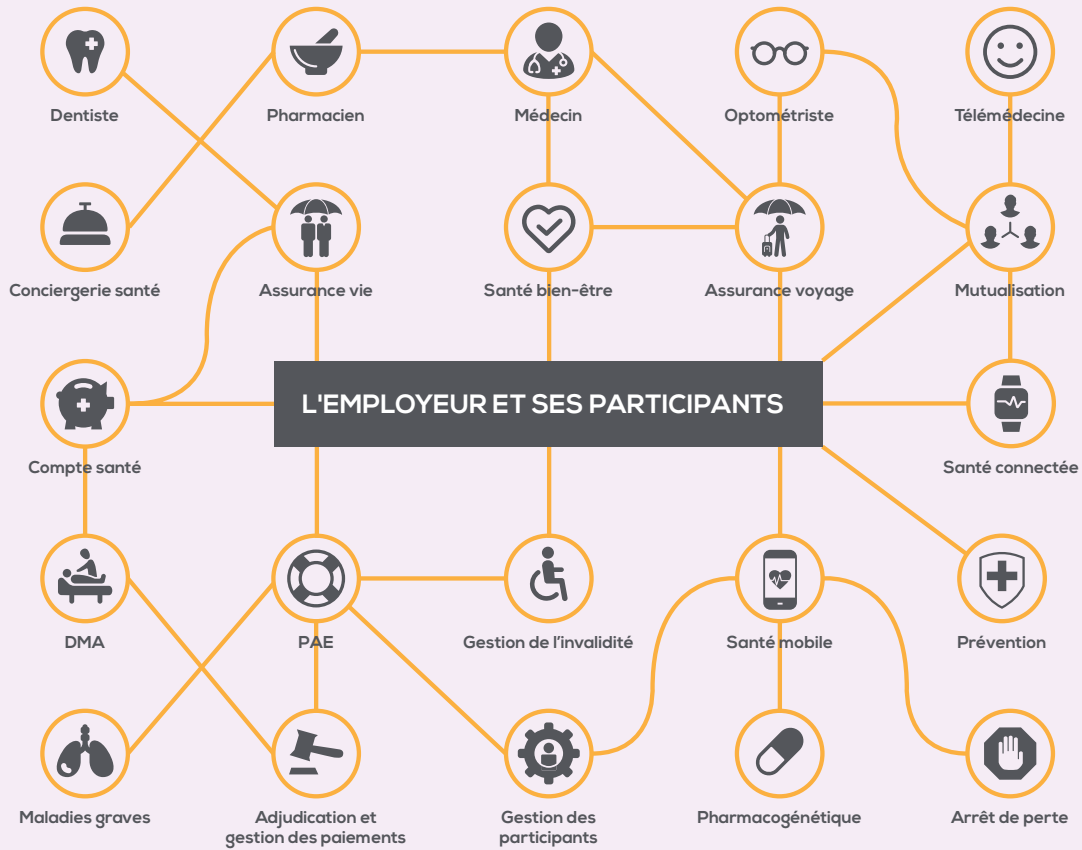 Dentiste
Pharmacien
Médecin
Optométriste
Télémédecine
Conciergerie santé
Assurance vie
Santé bien-être
Assurance voyage
Mutualisation
L'EMPLOYEUR ET SES PARTICIPANTS
Compte santé
Santé connectée
DMA
PAE
Gestion de l’invalidité
Santé mobile
Prévention
Maladies graves
Adjudication et
gestion des paiements
Gestion des
participants
Pharmacogénétique
Arrêt de perte